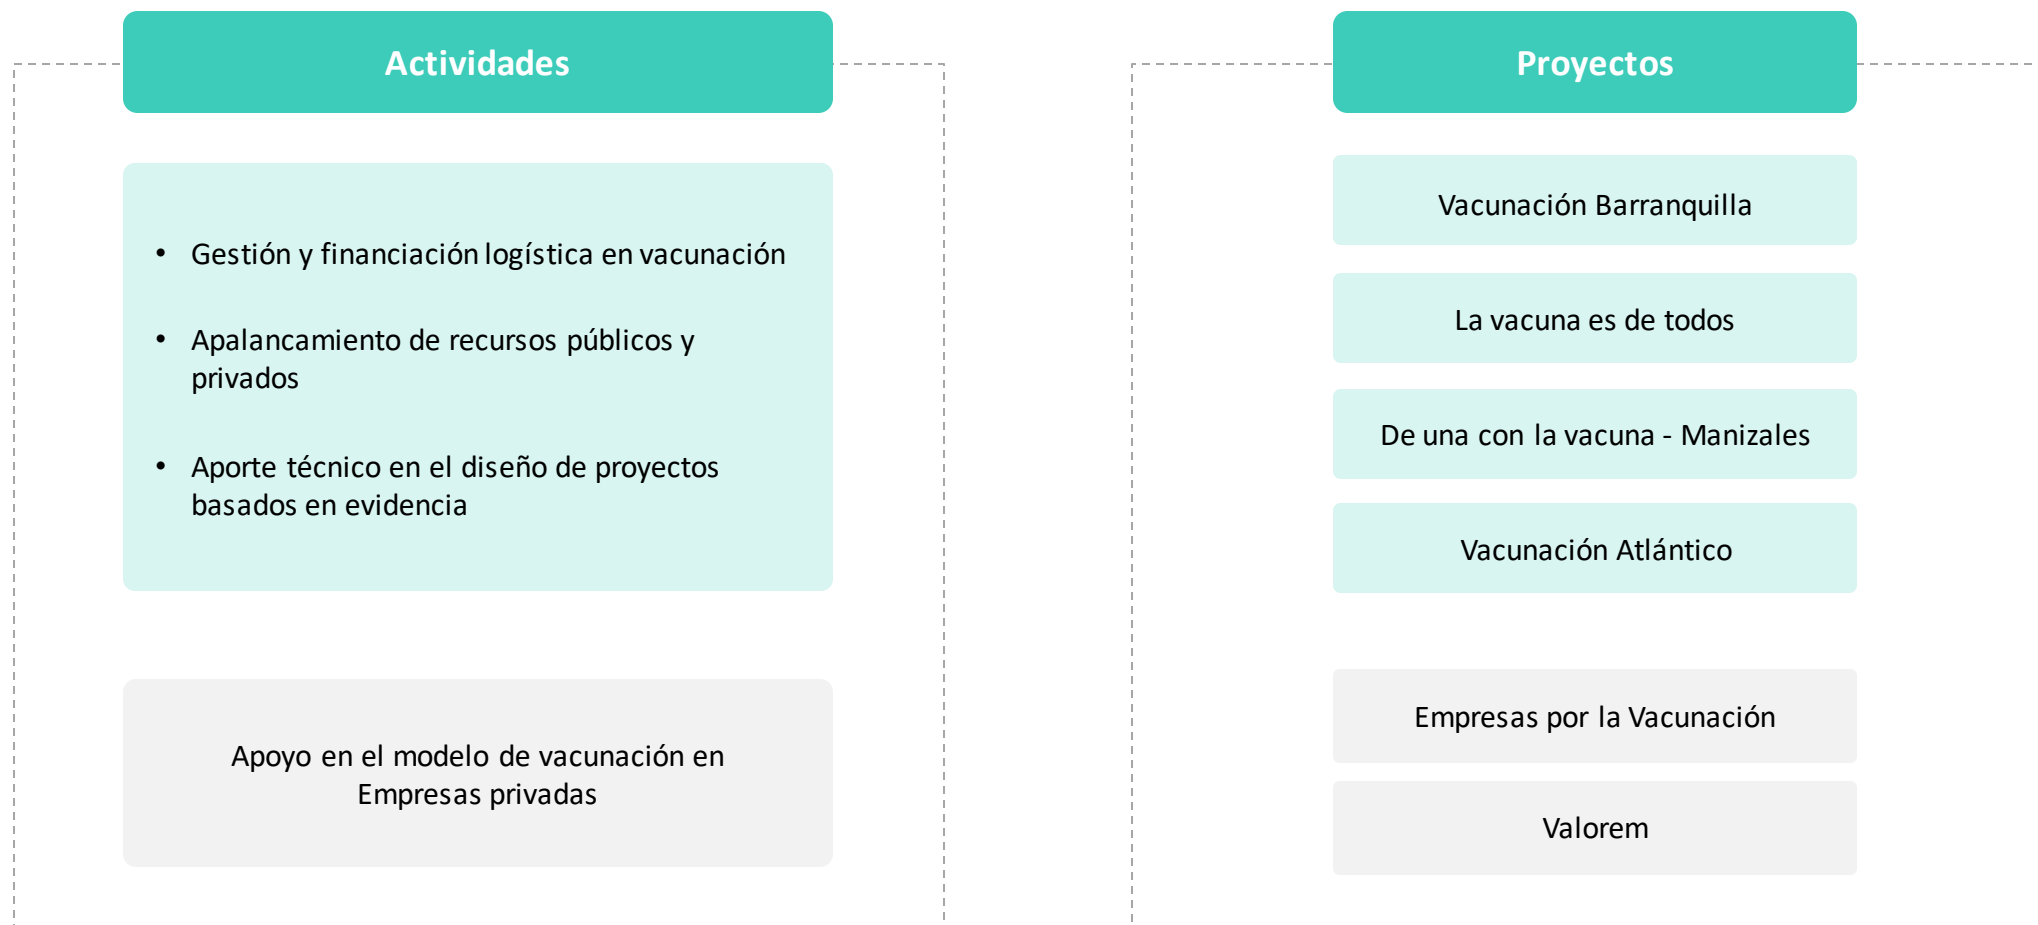 Actividades
• Gestión y financiación logística en vacunación
• Apalancamiento de recursos públicos y
privados
• Aporte técnico en el diseño de proyectos
basados en evidencia
Apoyo en el modelo de vacunación en
Empresas privadas
Proyectos
Vacunación Barranquilla
La vacuna es de todos
De una con la vacuna - Manizales
Vacunación Atlántico
Empresas por la Vacunación
Valorem